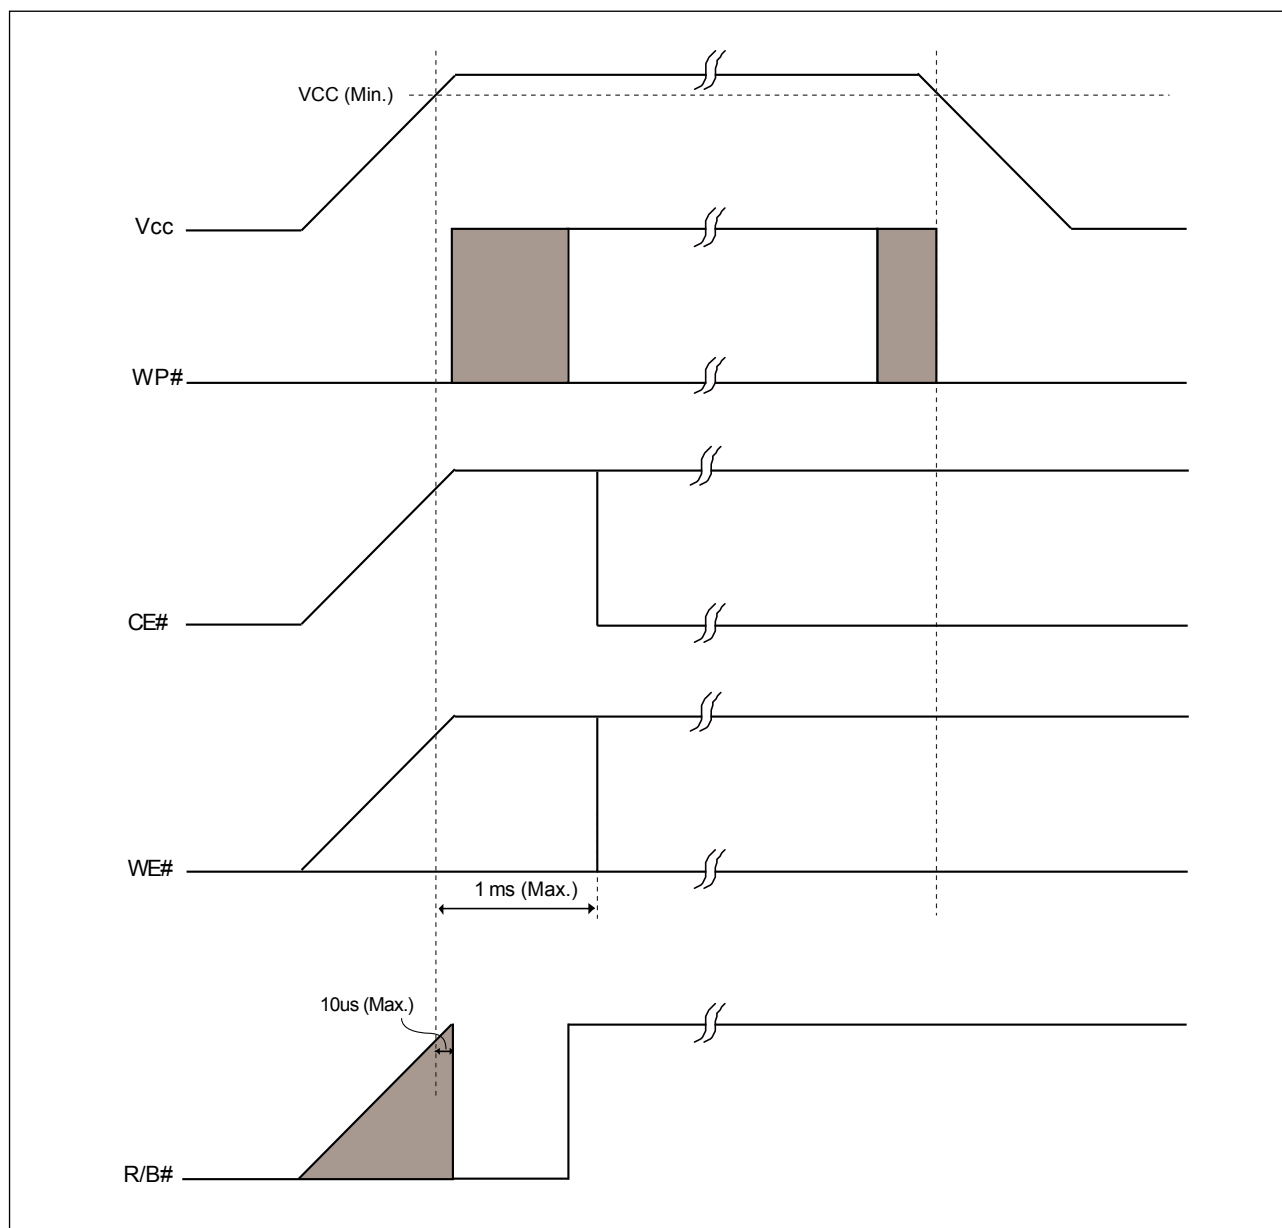 VCC (Min.)
Vcc
WP#
CE#
WE#
1 ms (Max.)
10us (Max.)
R/B#